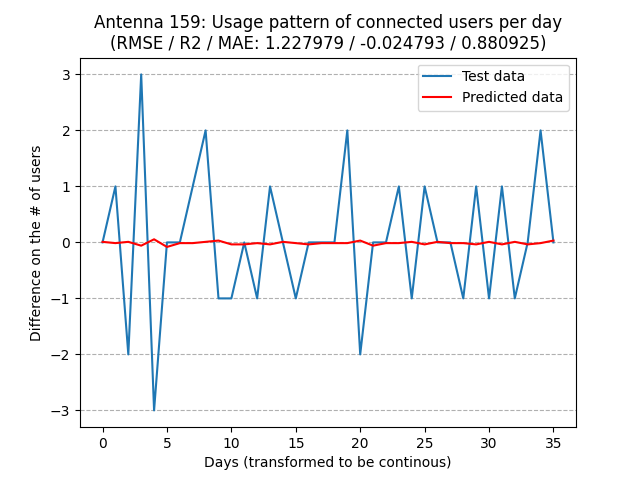 Antenna 159: Usage pattern of connected users per day
(RMSE / R2 / MAE: 1.227979 / -0.024793 / 0.880925)
Test data
Predicted data
Difference on the # of users
3
2
1
0
−1
−2
−3
0 5 10 15 20 25 30 35
Days (transformed to be continous)